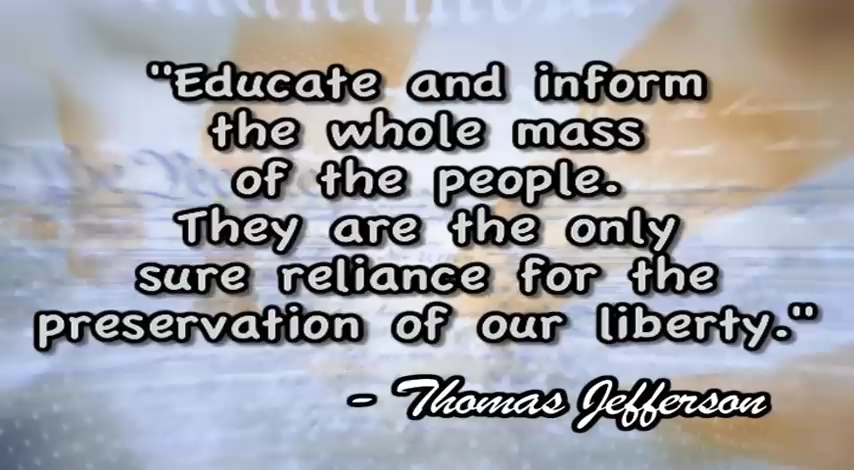 "Educate and inform
the whole mass
of the people.
They are the only
sure reliance for the
preservation of our liberty."
- Thomas Jefferson